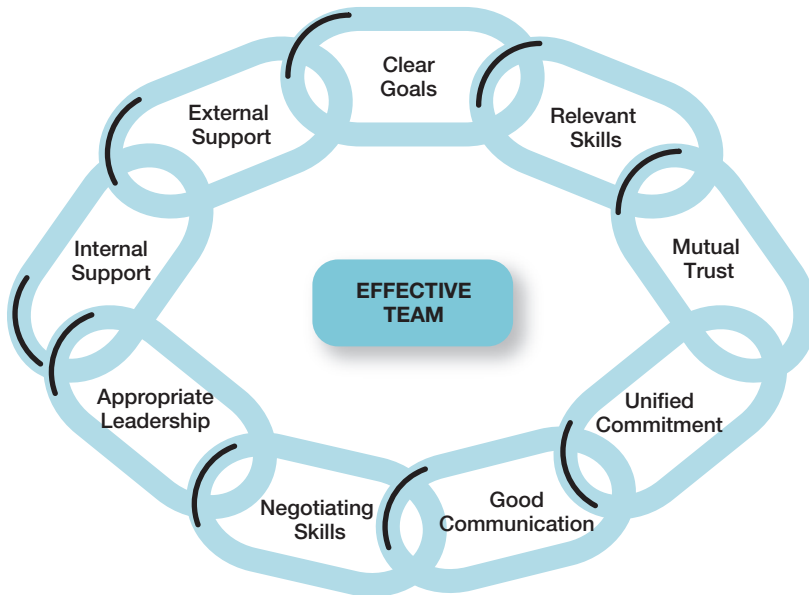 Clear
Goals
Relevant
Skills
Mutual
Trust
Unified
Commitment
Good
Communication
Negotiating
Skills
Appropriate
Leadership
Internal
Support
External
Support
EFFECTIVE
TEAM